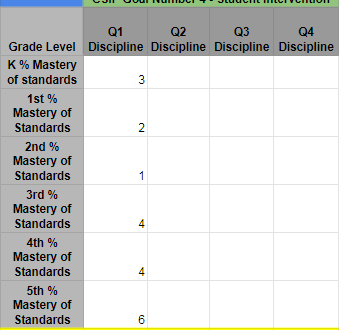 Goal Number 4 - Student Intervention
Grade Level Q1 Discipline Q2 Discipline Q3 Discipline Q4 Discipline
K % Mastery
of standards 3
1st %
Mastery of
Standards 2
2nd %
Mastery of
Standards 1
3rd %
Mastery of
Standards 4
4th %
Mastery of
Standards 4
5th %
Mastery of
Standards 6